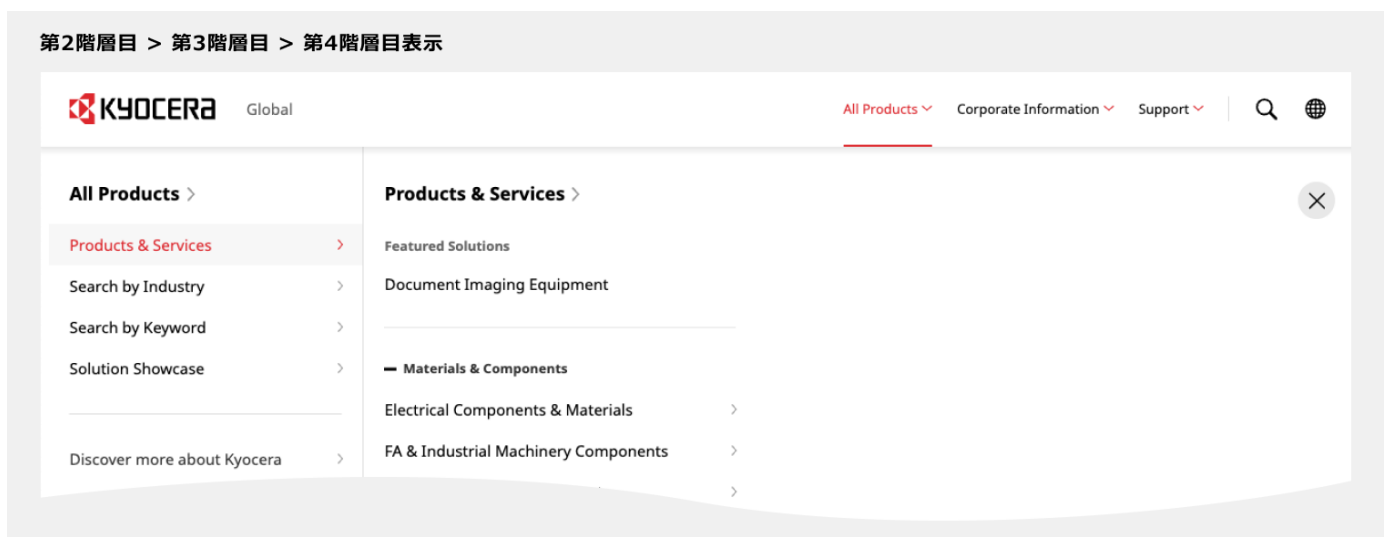 第2階層目 > 第3階層目 > 第4階層目表示
KYOCERA Global All Products Corporate Information Support
All Products
Products & Services
Search by Industry
Search by Keyword
Solution Showcase
Discover more about Kyocera
Products & Services
Featured Solutions
Document Imaging Equipment
Materials & Components
Electrical Components & Materials
FA & Industrial Machinery Components